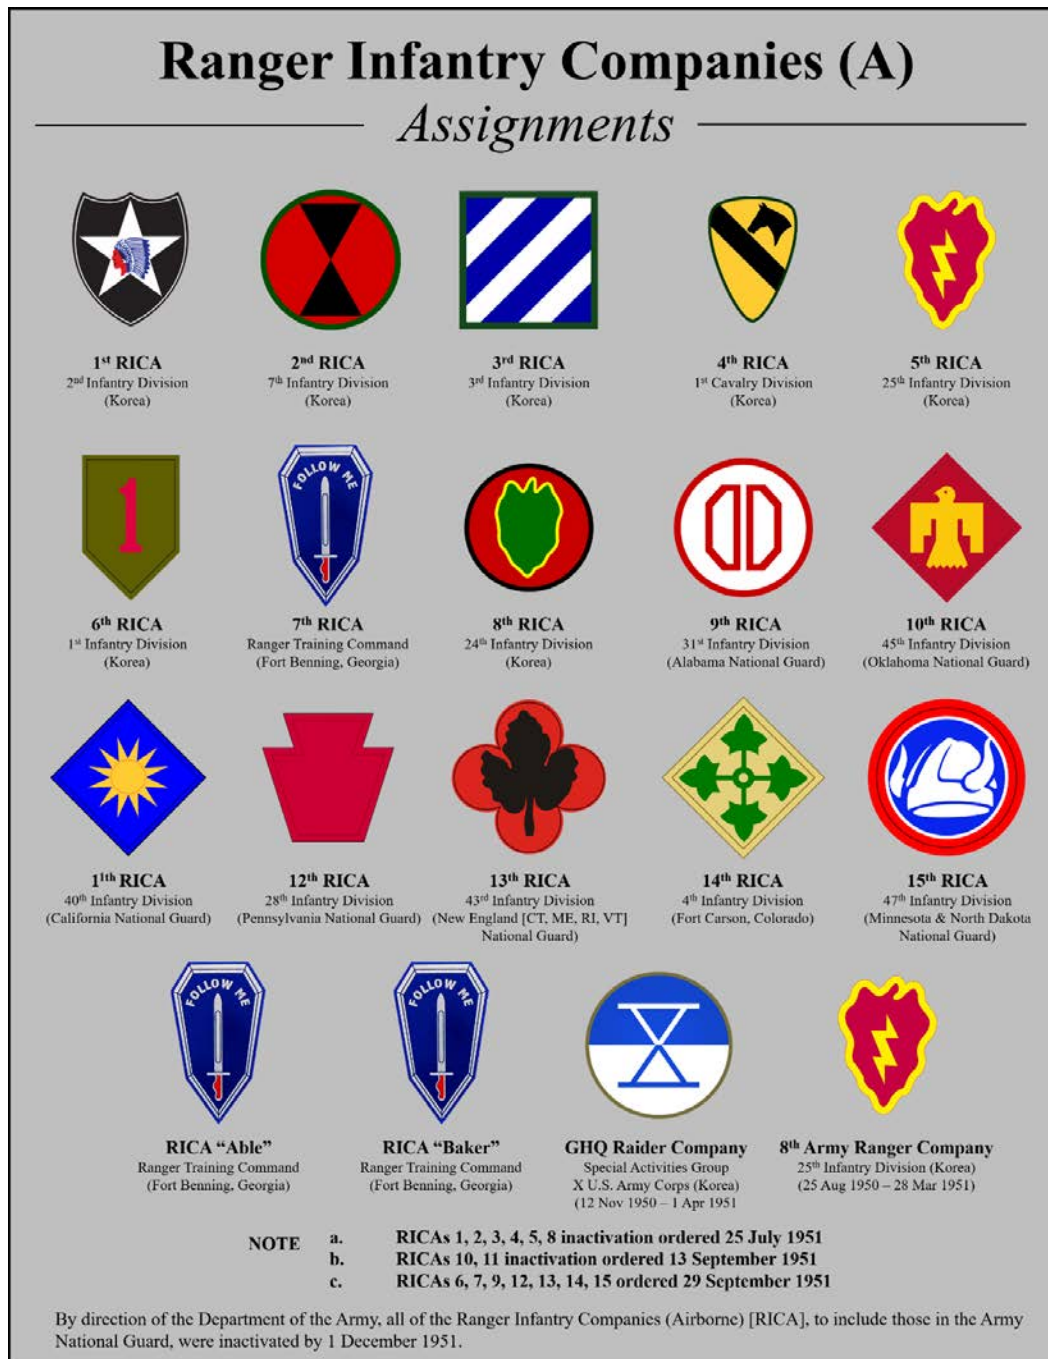 Ranger Infantry Companies (A)
Assignments
1st RICA
2nd Infantry Division
(Korea)
2nd RICA
7th Infantry Division
(Korea)
3rd RICA
3rd Infantry Division
(Korea)
4th RICA
1st Cavalry Division
(Korea)
5th RICA
25th Infantry Division
(Korea)
1
6th RICA
1st Infantry Division
(Korea)
FOLLOW ME
7th RICA
Ranger Training Command
(Fort Benning, Georgia)
8th RICA
24th Infantry Division
(Korea)
9th RICA
31st Infantry Division
(Alabama National Guard)
10th RICA
45th Infantry Division
(Oklahoma National Guard)
11th RICA
40th Infantry Division
(California National Guard)
12th RICA
28th Infantry Division
(Pennsylvania National Guard)
13th RICA
43rd Infantry Division
(New England [CT, ME, RI, VT]
National Guard)
14th RICA
4th Infantry Division
(Fort Carson, Colorado)
15th RICA
47th Infantry Division
(Minnesota & North Dakota
National Guard)
FOLLOW ME
RICA “Able”
Ranger Training Command
(Fort Benning, Georgia)
FOLLOW ME
RICA “Baker”
Ranger Training Command
(Fort Benning, Georgia)
GHQ Raider Company
Special Activities Group
X U.S. Army Corps (Korea)
(12 Nov 1950 – 1 Apr 1951
8th Army Ranger Company
25th Infantry Division (Korea)
(25 Aug 1950 – 28 Mar 1951)
NOTE a. RICAs 1, 2, 3, 4, 5, 8 inactivation ordered 25 July 1951
b. RICAs 10, 11 inactivation ordered 13 September 1951
c. RICAs 6, 7, 9, 12, 13, 14, 15 ordered 29 September 1951
By direction of the Department of the Army, all of the Ranger Infantry Companies (Airborne) [RICA], to include those in the Army
National Guard, were inactivated by 1 December 1951.